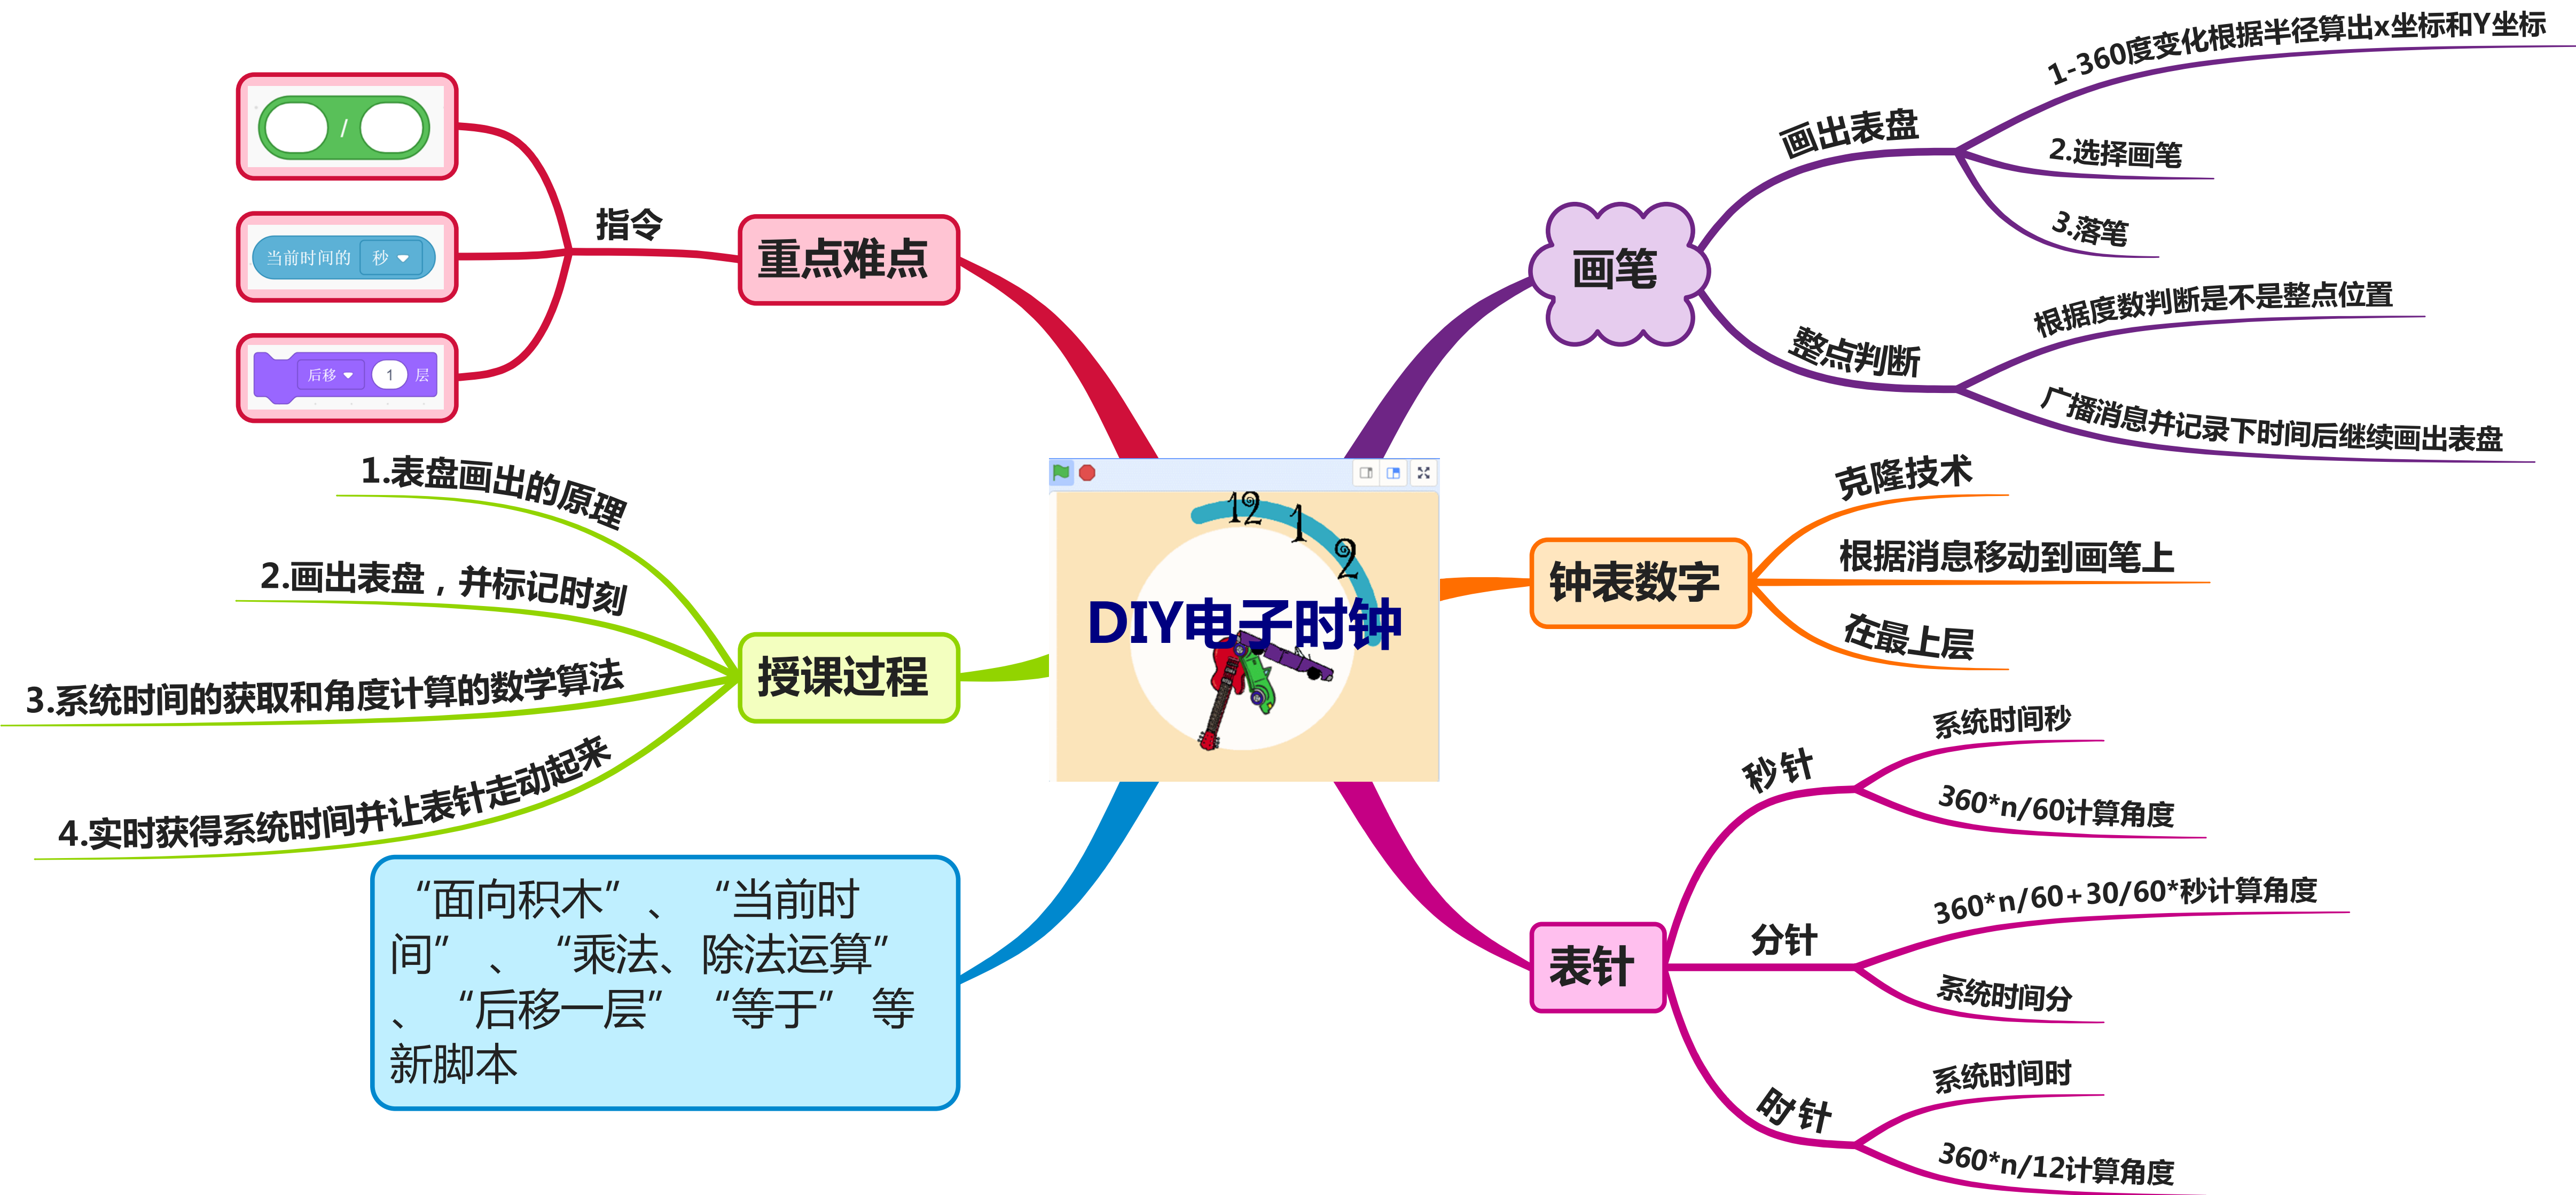 DIY电子时钟
12
1
2
画笔
画出表盘
1-360度变化根据半径算出x坐标和Y坐标
2.选择画笔
3.落笔
整点判断
根据度数判断是不是整点位置
广播消息并记录下时间后继续画出表盘
钟表数字
克隆技术
根据消息移动到画笔上
在最上层
表针
秒针
系统时间秒
360*n/60计算角度
分针
360*n/60+30/60*秒计算角度
系统时间分
时针
系统时间时
360*n/12计算角度
重点难点
指令
/
当前时间的 秒
后移 1 层
授课过程
1.表盘画出的原理
2.画出表盘，并标记时刻
3.系统时间的获取和角度计算的数学算法
4.实时获得系统时间并让表针走动起来
“面向积木”、 “当前时
间” 、 “乘法、除法运算”
、 “后移一层” “等于” 等
新脚本